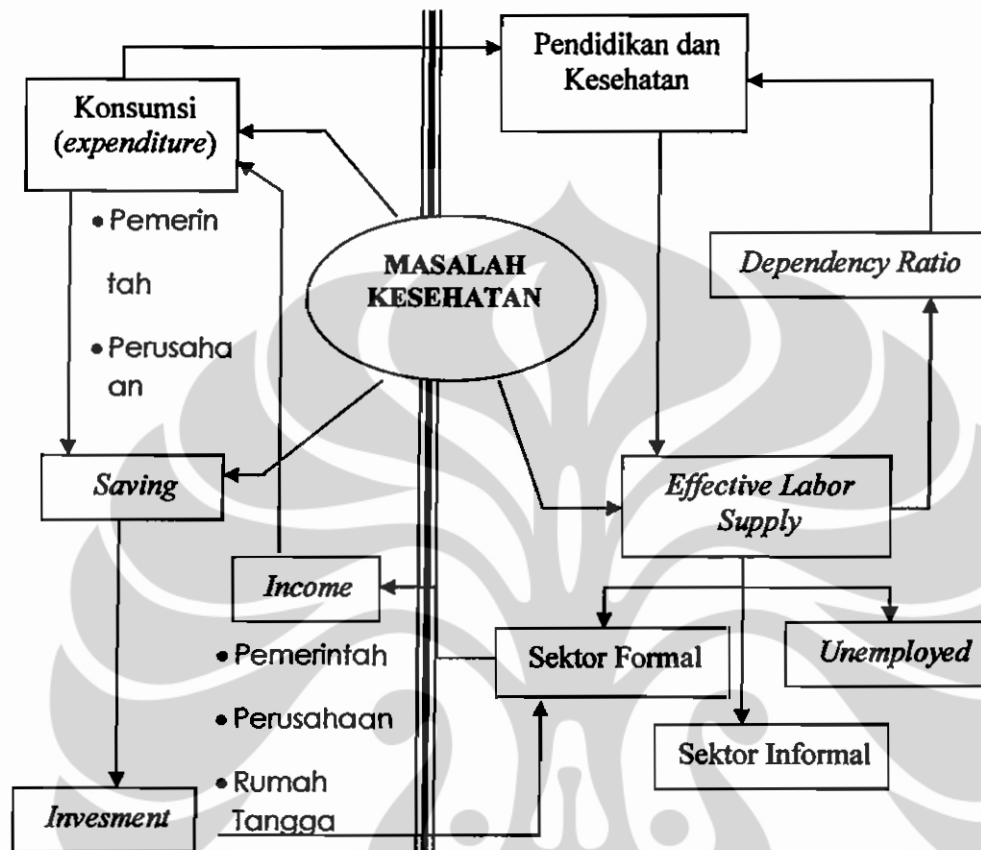 Pendidikan dan
Kesehatan
Konsumsi
(expenditure)
• Pemerin
tah
• Perusaha
an
MASALAH
KESEHATAN
Dependency Ratio
Saving
Effective Labor
Supply
Income
• Pemerintah
• Perusahaan
• Rumah
Tangga
Sektor Formal
Unemployed
Sektor Informal
Invesment